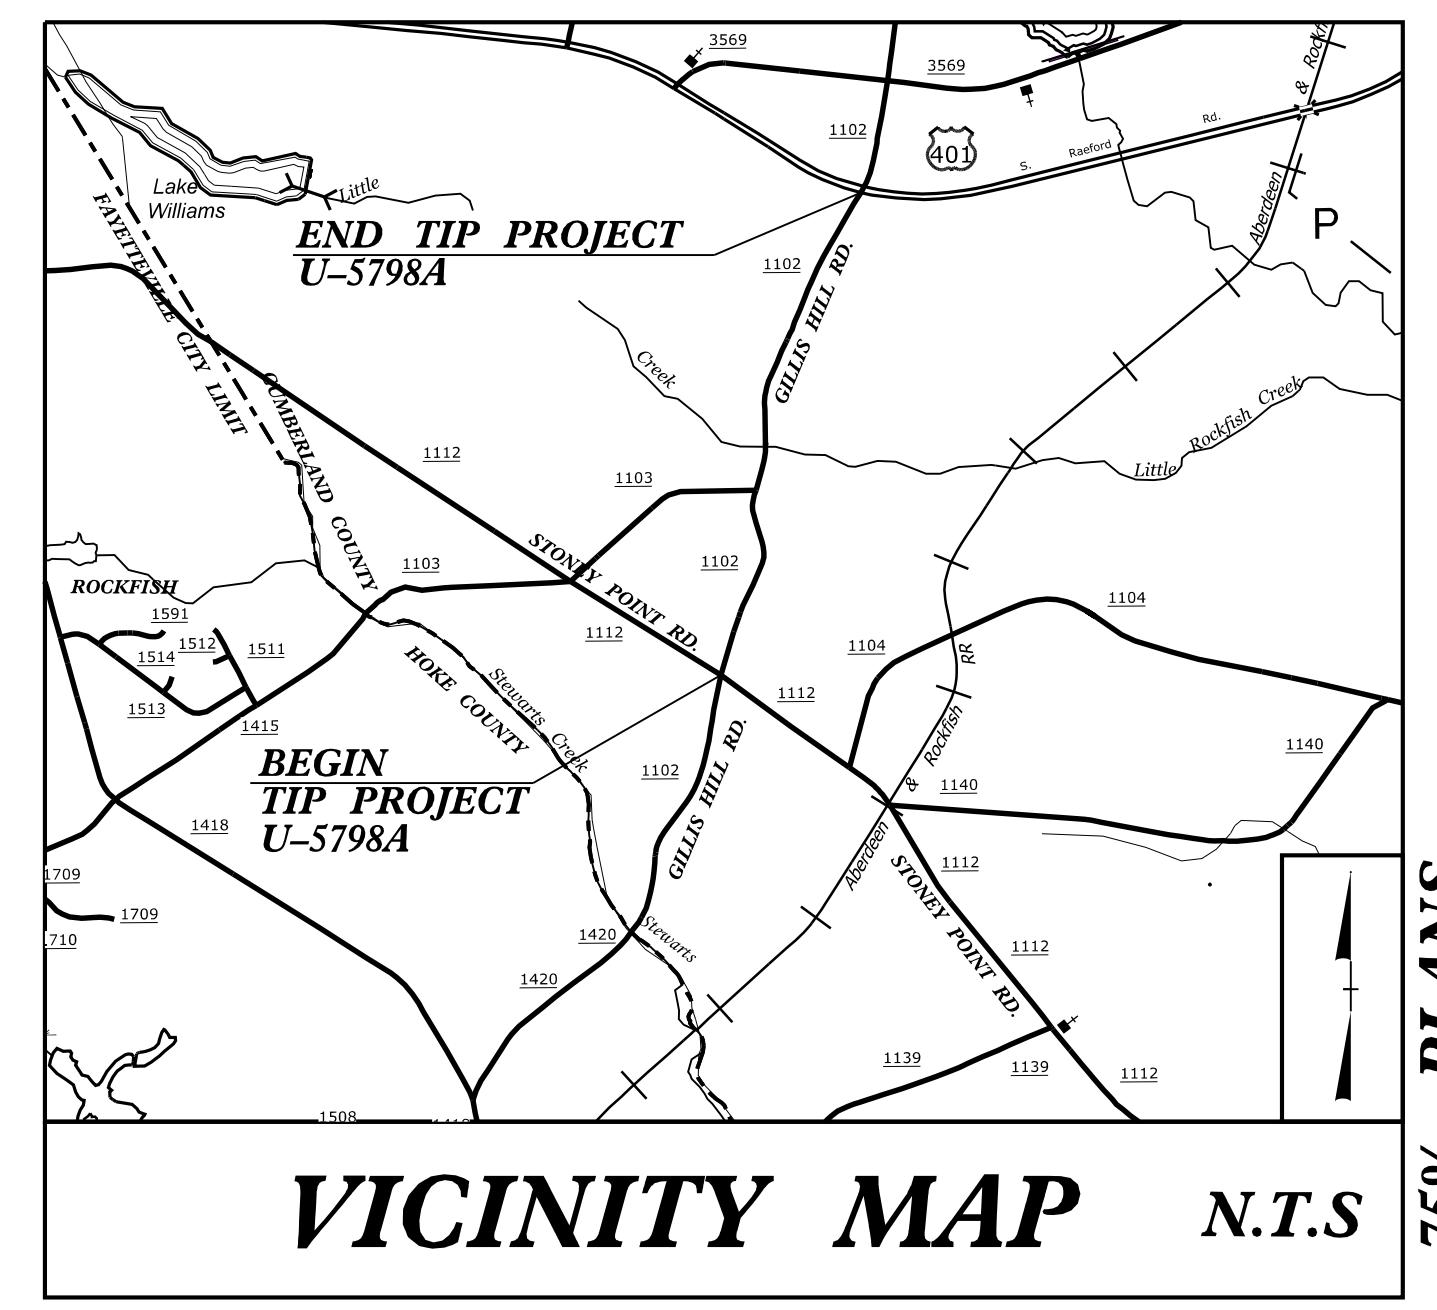 3569
3569
& Rockf
1102
401
S. Raeford Rd.
Lake
Williams
Little
Aberdeen
P
END TIP PROJECT
U–5798A
FAYETTEVILLE CITY LIMIT
1102
GILLIS HILL RD.
Creek
CUMBERLAND COUNTY
Little Rockfish Creek
1112
1103
STONEY POINT RD.
1103
1102
ROCKFISH
1591
1512
1511
1514
1513
1112
1104
1104
RR
HOKE COUNTY
Stewarts Creek
1112
1415
BEGIN
TIP PROJECT
U–5798A
1102
GILLIS HILL RD.
Aberdeen & Rockfish
1140
1140
1418
1112
STONEY POINT RD.
1709
1709
710
1420
Stewarts
1112
1420
1139
1139
1112
1508
VICINITY MAP
N.T.S
75% PLANS